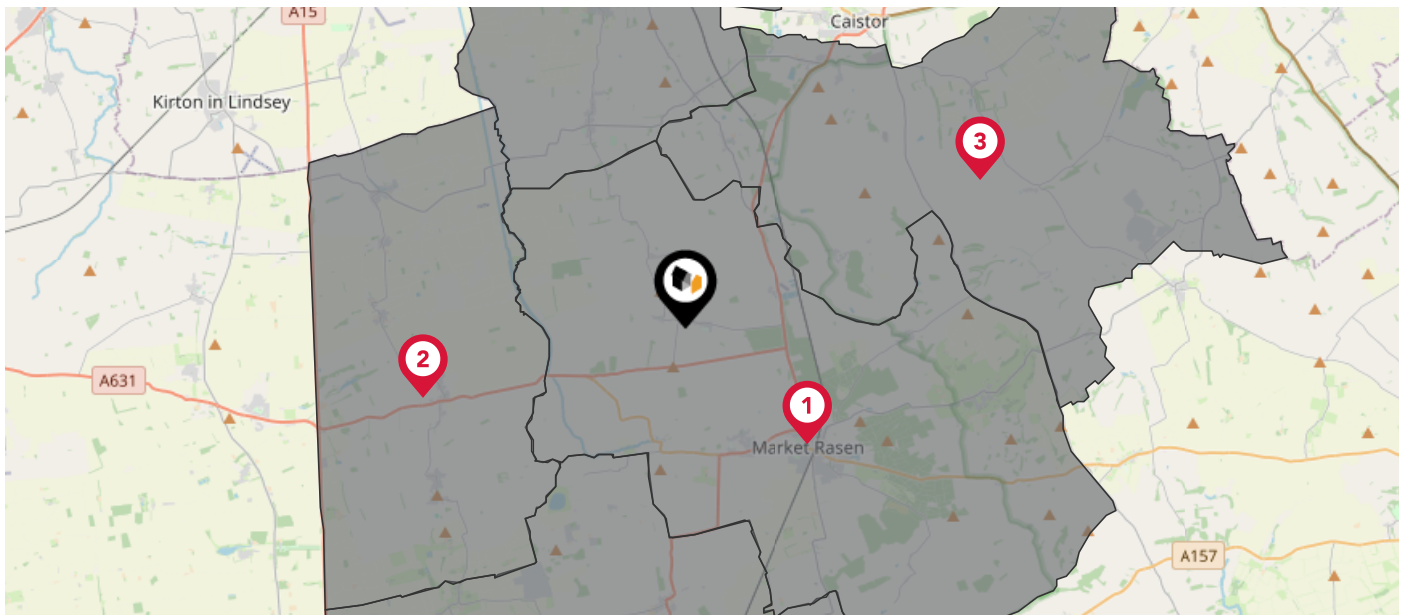 A15
Caistor
Kirton in Lindsey
3
2
A631
1
Market Rasen
A157